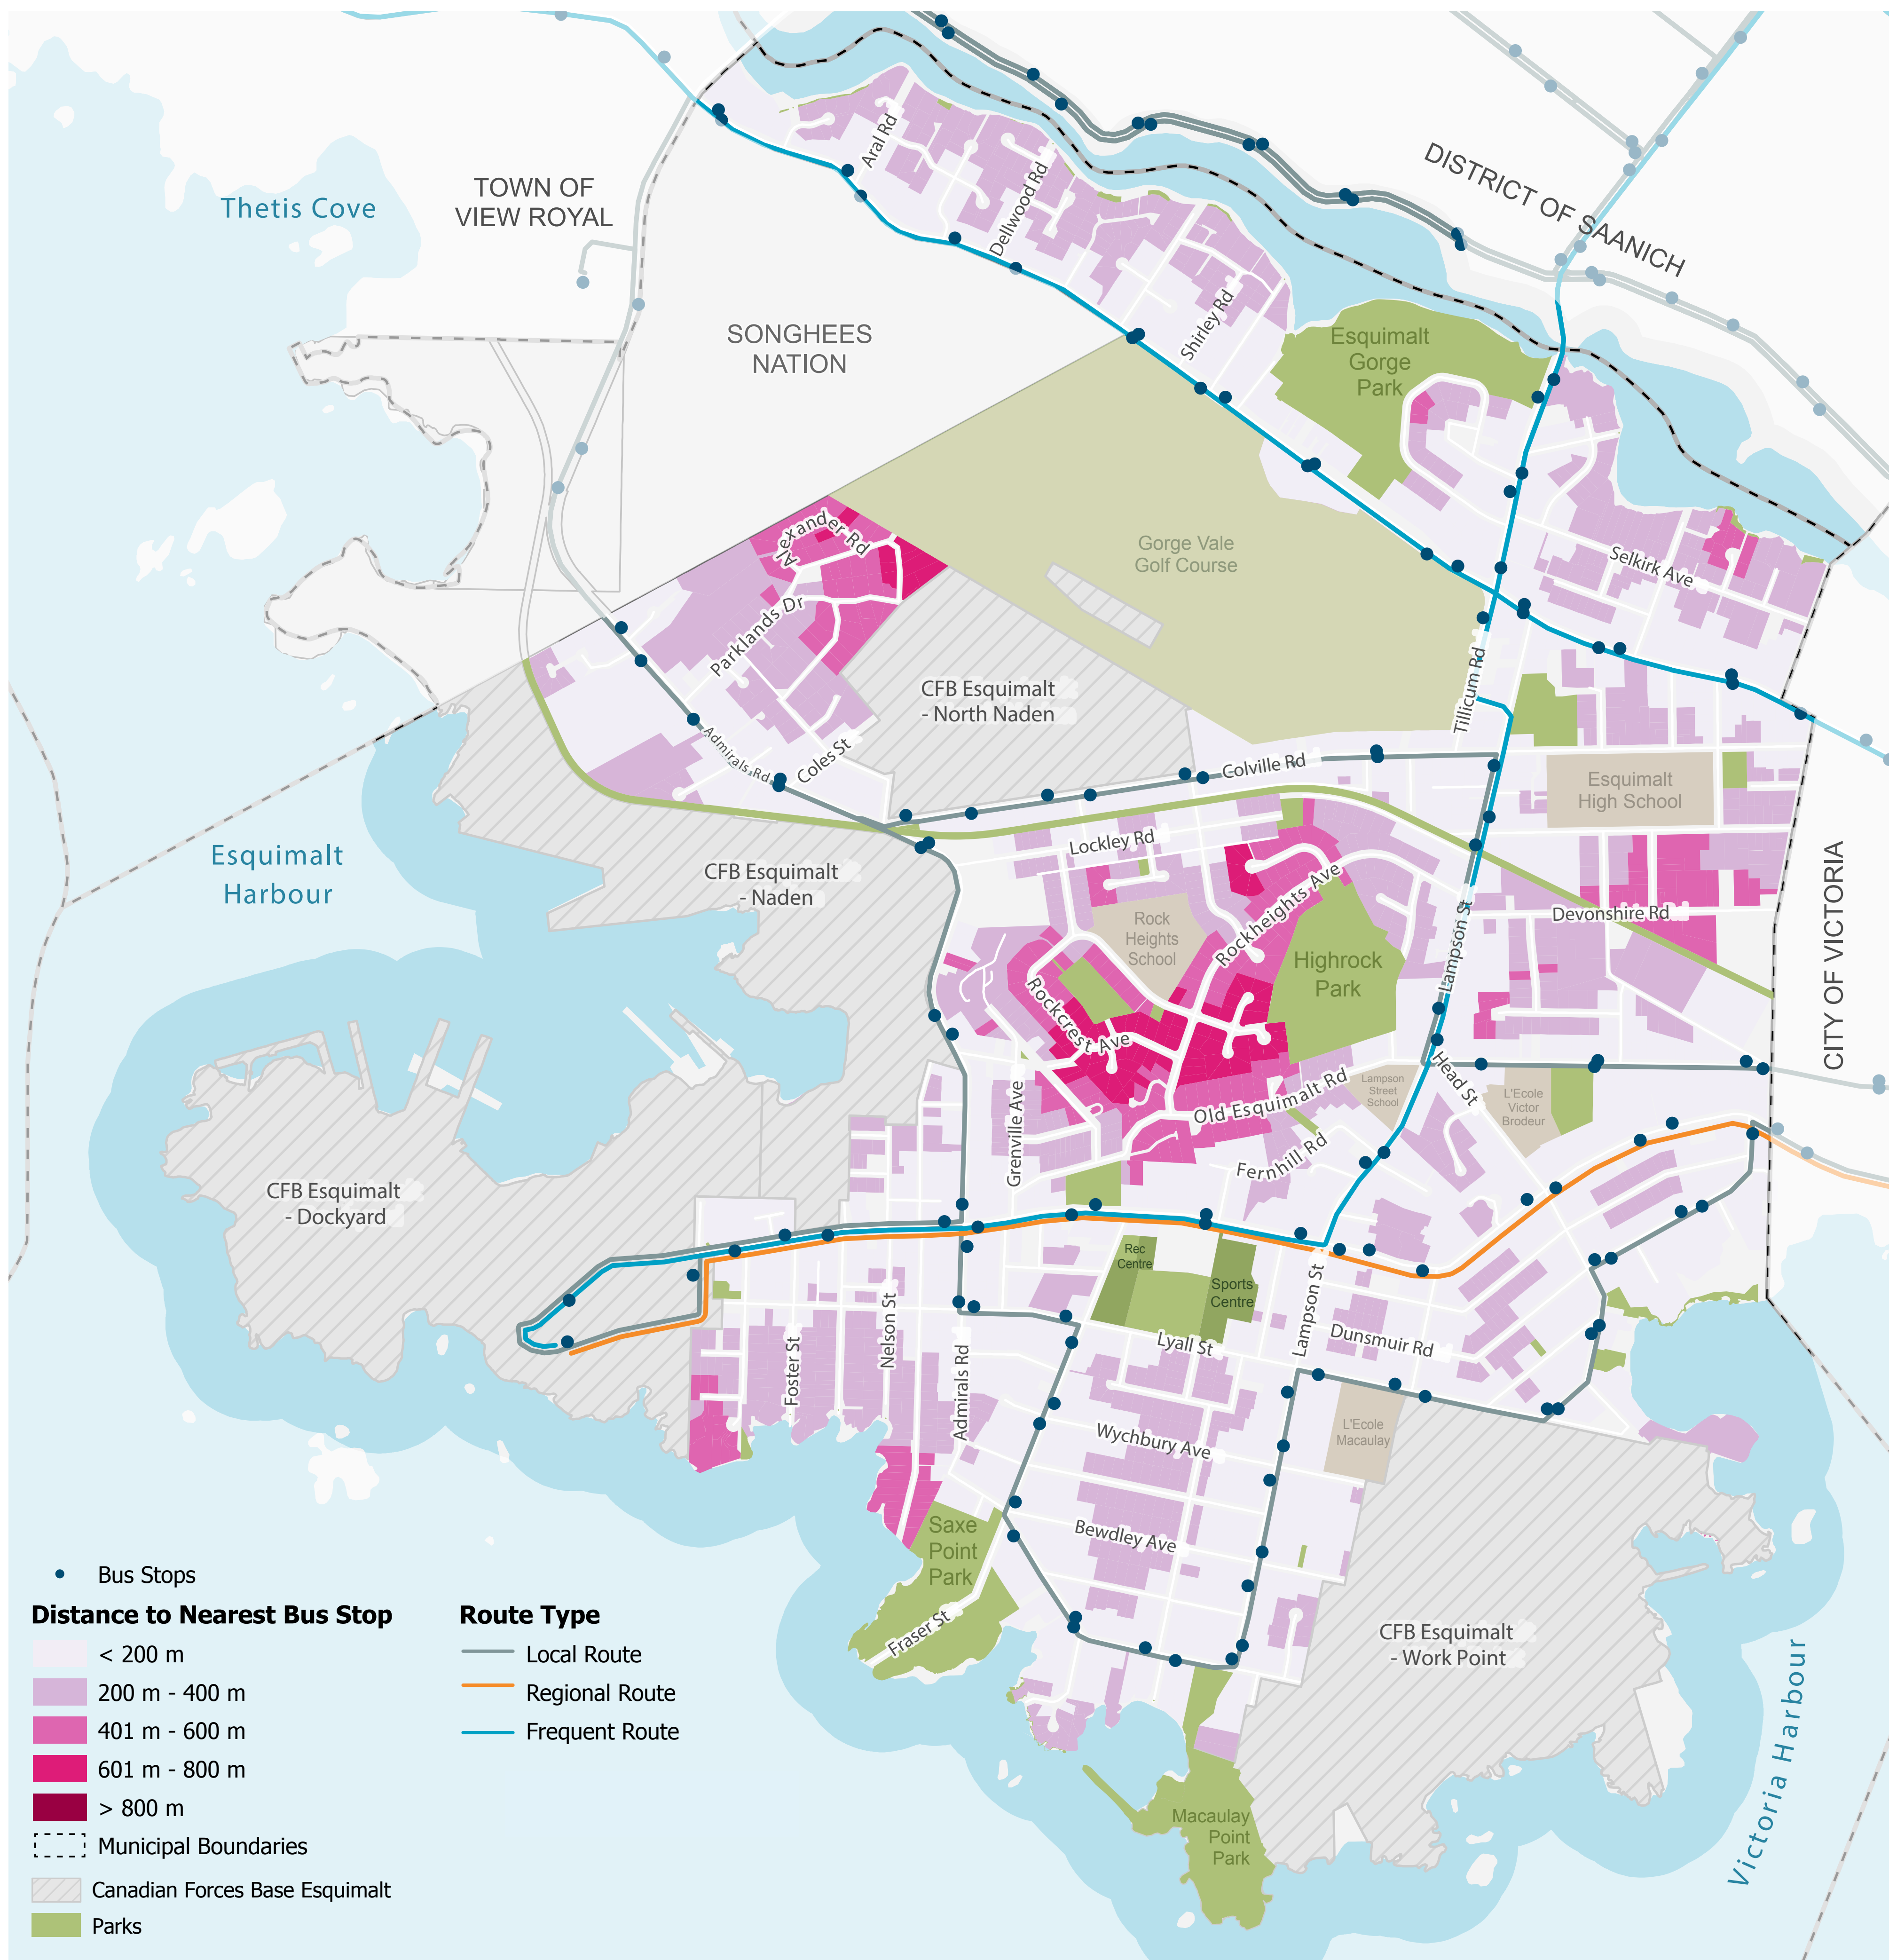 Thetis Cove
TOWN OF
VIEW ROYAL
SONGHEES
NATION
DISTRICT OF SAANICH
Aral Rd
Dellwood Rd
Shirley Rd
Esquimalt
Gorge
Park
Alexander Rd
Parklands Dr
Gorge Vale
Golf Course
Selkirk Ave
CFB Esquimalt
- North Naden
Tillicum Rd
Admirals Rd
Coles St
Colville Rd
Esquimalt
High School
Esquimalt
Harbour
CFB Esquimalt
- Naden
Lockley Rd
Rockheights Ave
Rock
Heights
School
Highrock
Park
Lampson St
Devonshire Rd
CITY OF VICTORIA
Rockcrest Ave
Grenville Ave
Old Esquimalt Rd
Lampson
Street
School
Head St
L'Ecole
Victor
Brodeur
Fernhill Rd
CFB Esquimalt
- Dockyard
Rec
Centre
Sports
Centre
Foster St
Nelson St
Admirals Rd
Lyall St
Lampson St
Dunsmuir Rd
Wychbury Ave
L'Ecole
Macaulay
Bewdley Ave
Saxe
Point
Park
Fraser St
CFB Esquimalt
- Work Point
Macaulay
Point
Park
Victoria Harbour
Bus Stops
Distance to Nearest Bus Stop
< 200 m
200 m - 400 m
401 m - 600 m
601 m - 800 m
> 800 m
Municipal Boundaries
Canadian Forces Base Esquimalt
Parks
Route Type
Local Route
Regional Route
Frequent Route